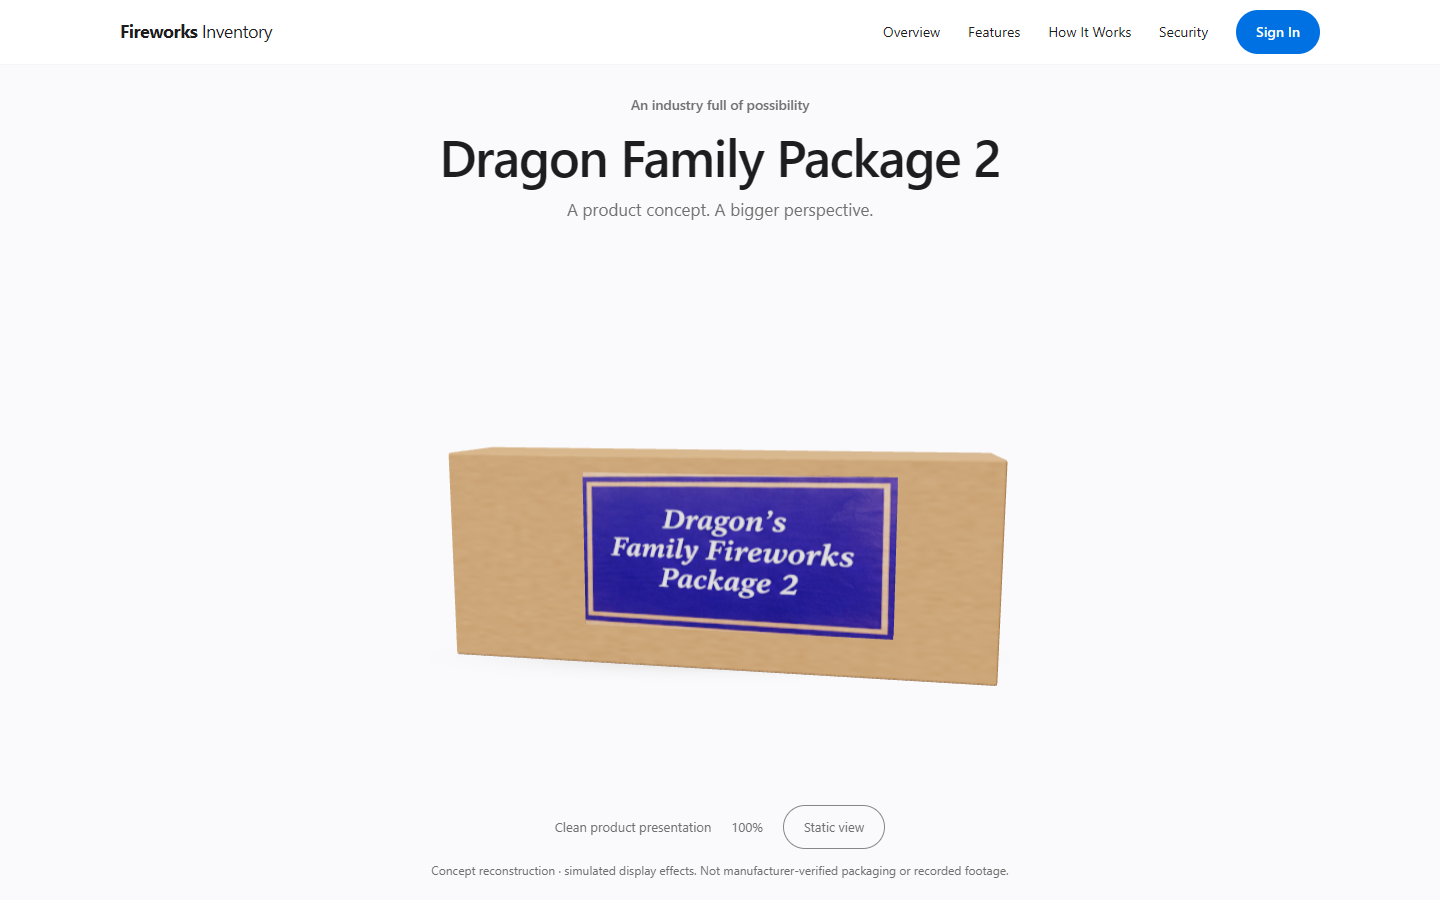 Fireworks Inventory
Overview
Features
How It Works
Security
Sign In
An industry full of possibility
Dragon Family Package 2
A product concept. A bigger perspective.
Dragon's
Family Fireworks
Package 2
Clean product presentation
100%
Static view
Concept reconstruction · simulated display effects. Not manufacturer-verified packaging or recorded footage.